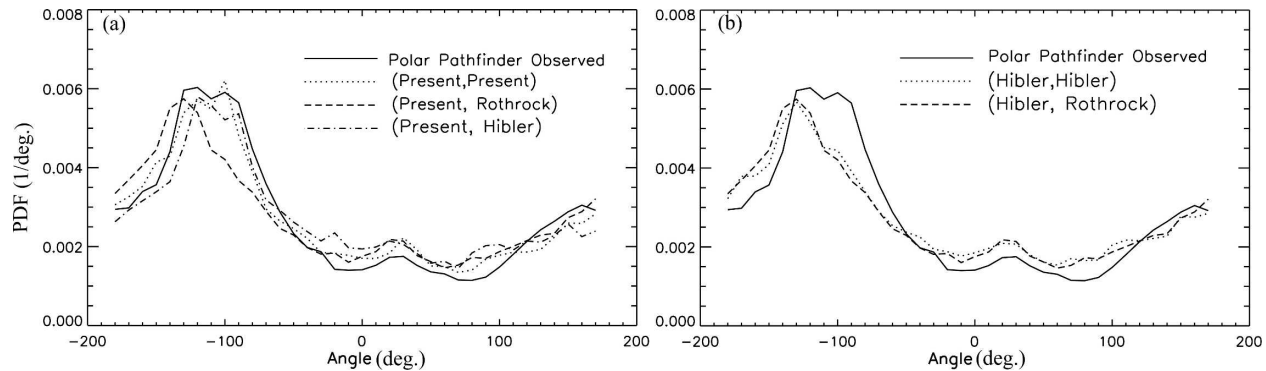 (a)
Polar Pathfinder Observed
(Present,Present)
(Present, Rothrock)
(Present, Hibler)
PDF (1/deg.)
0.008
0.006
0.004
0.002
0.000
−200
−100
0
100
200
Angle (deg.)
(b)
Polar Pathfinder Observed
(Hibler,Hibler)
(Hibler, Rothrock)
0.008
0.006
0.004
0.002
0.000
−200
−100
0
100
200
Angle (deg.)